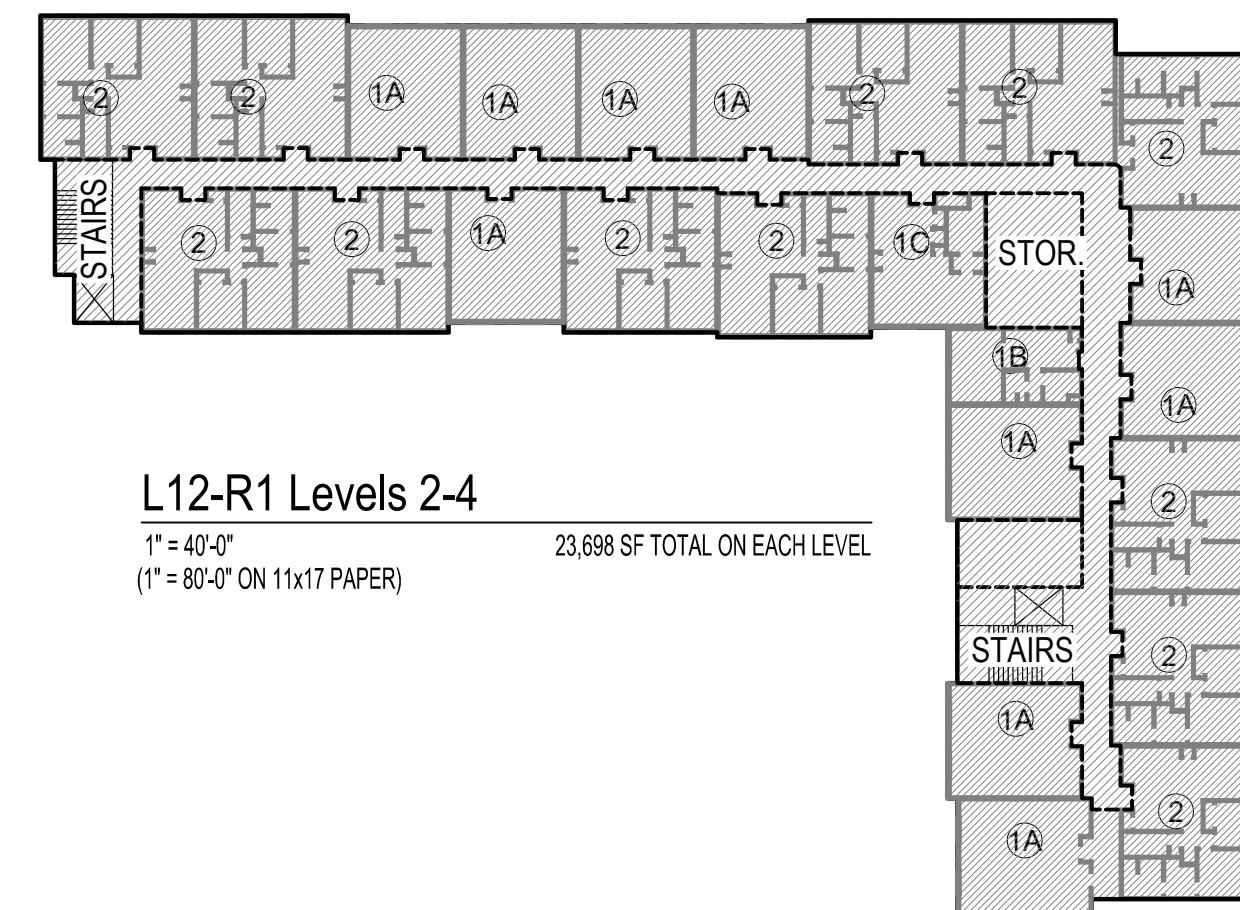 2 2 1A 1A 1A 1A 2 2 2
STAIRS 2 2 1A 2 2 1C STOR. 1A
1B
1A 1A
L12-R1 Levels 2-4
2
1" = 40'-0" 23,698 SF TOTAL ON EACH LEVEL
(1" = 80'-0" ON 11x17 PAPER)
STAIRS 2
1A
2
1A